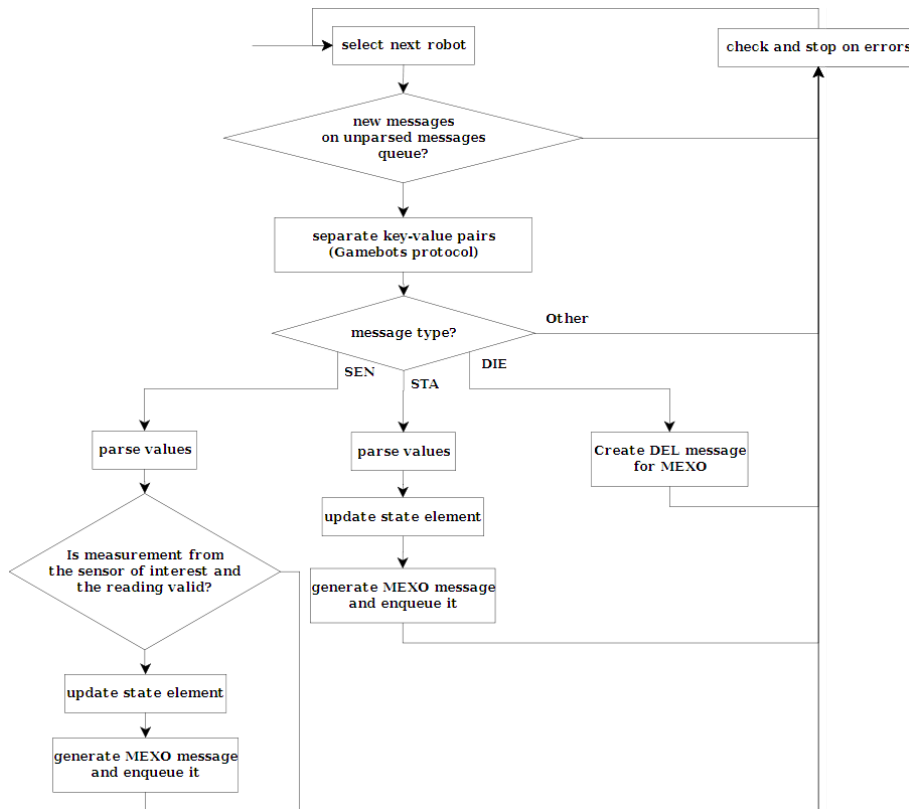 select next robot
check and stop on errors
new messages
on unparsed messages
queue?
separate key-value pairs
(Gamebots protocol)
message type?
Other
SEN
STA
DIE
parse values
parse values
Create DEL message
for MEXO
update state element
Is measurement from
the sensor of interest and
the reading valid?
generate MEXO message
and enqueue it
update state element
generate MEXO message
and enqueue it